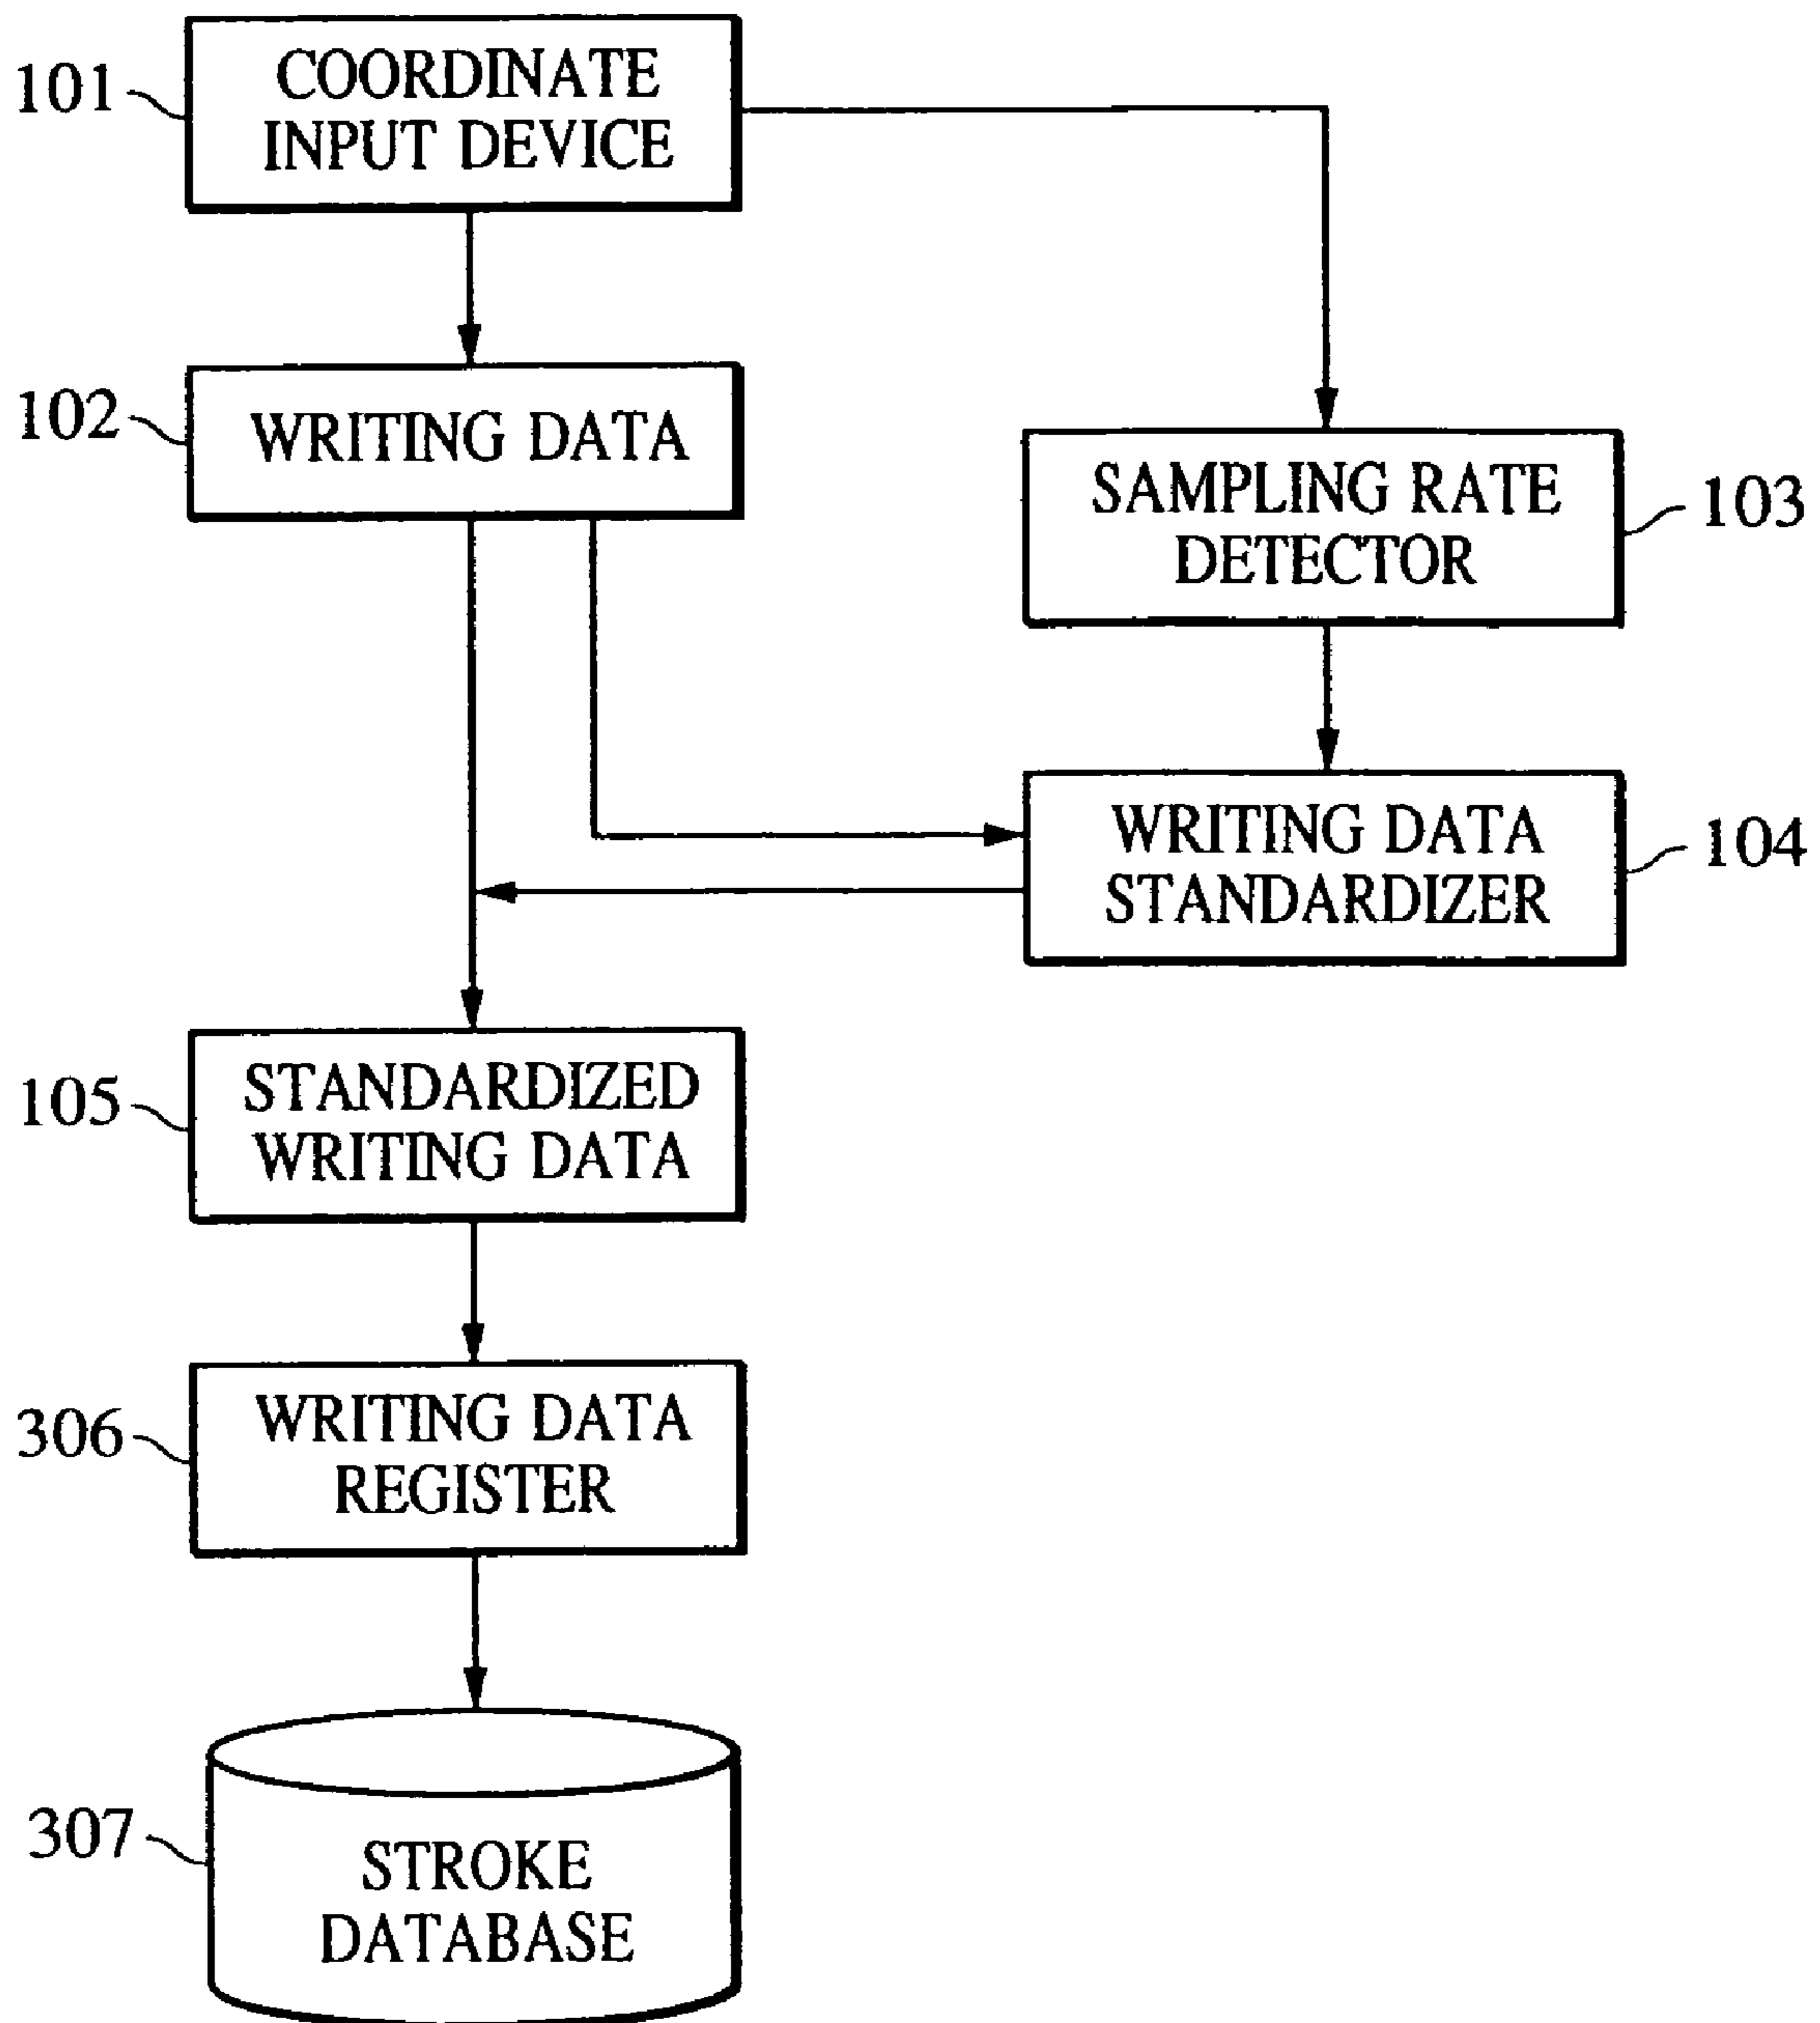 101
COORDINATE
INPUT DEVICE
102
WRITING DATA
SAMPLING RATE
DETECTOR
103
WRITING DATA
STANDARDIZER
104
105
STANDARDIZED
WRITING DATA
306
WRITING DATA
REGISTER
307
STROKE
DATABASE